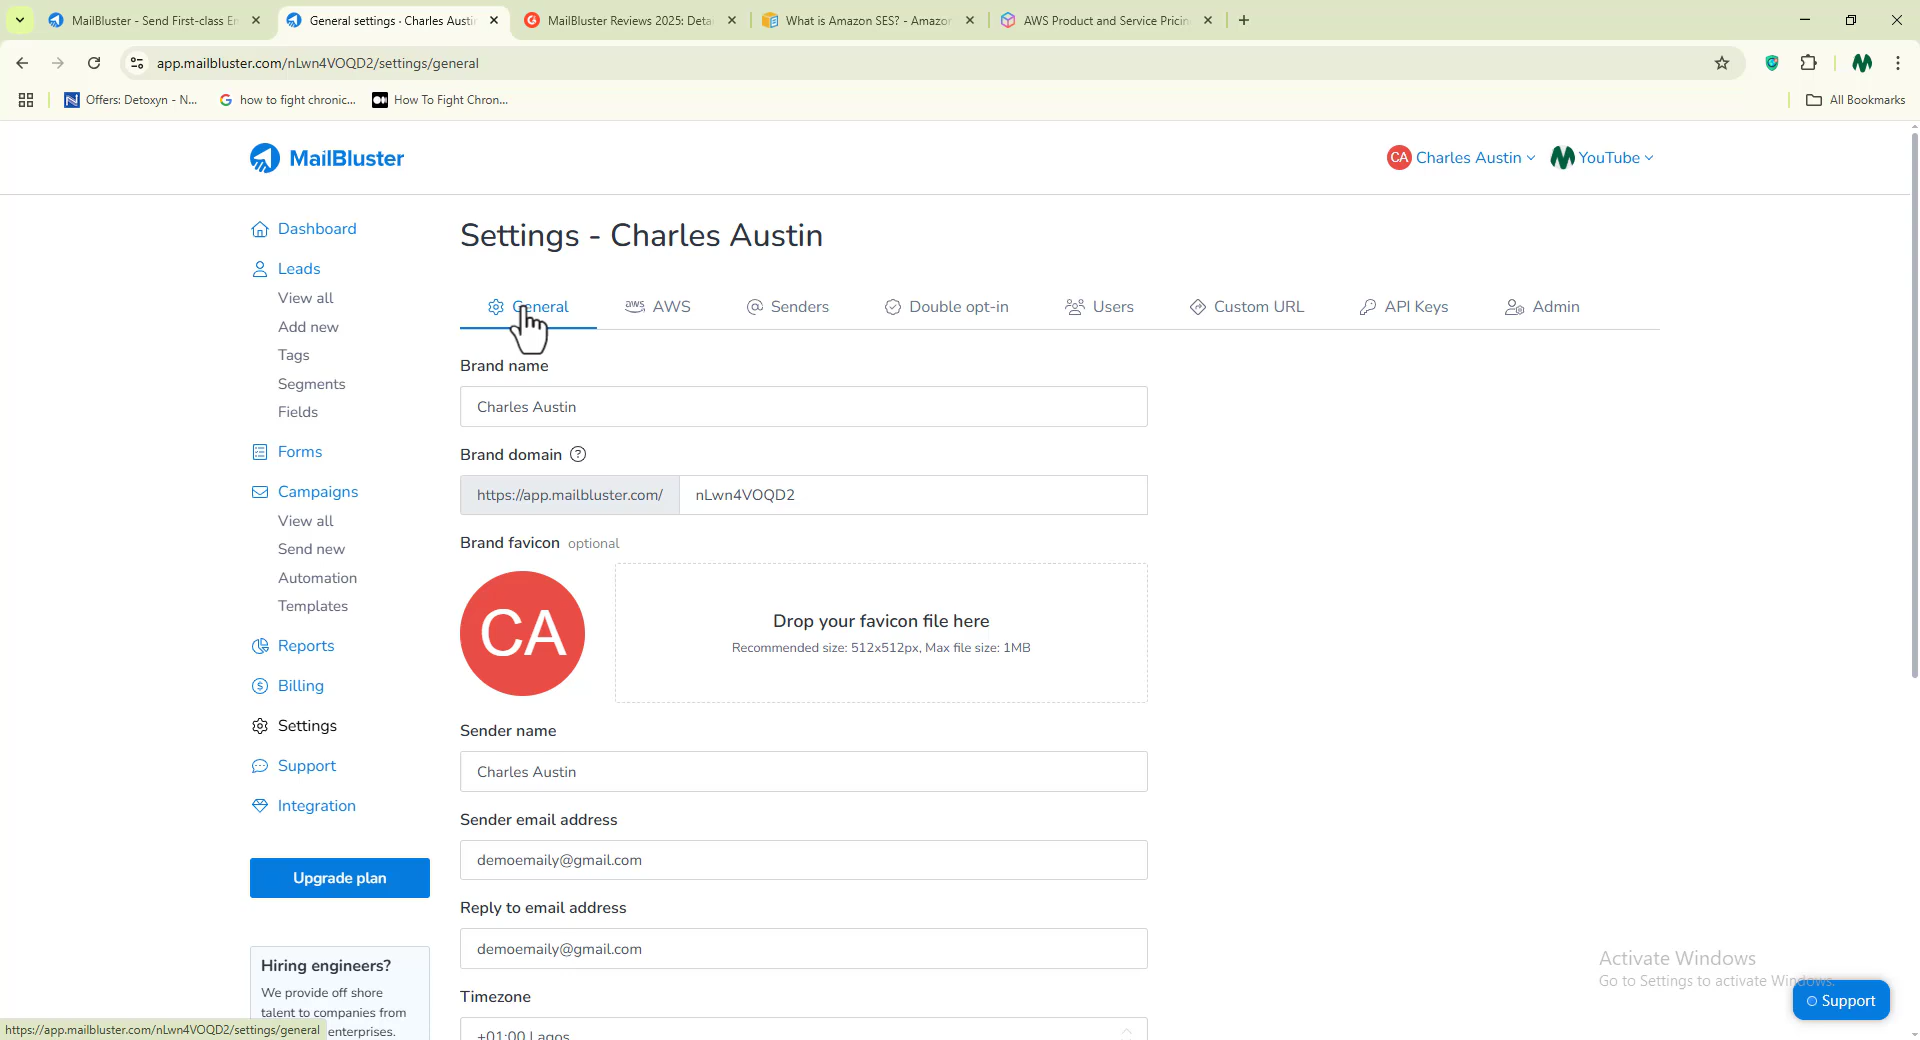 MailBluster - Send First-class E
General settings · Charles Austin
MailBluster Reviews 2025: Deta
What is Amazon SES? - Amazon
AWS Product and Service Pricin
app.mailbluster.com/nLwn4VOQD2/settings/general
Offers: Detoxyn - N...
how to fight chronic...
How To Fight Chron...
All Bookmarks
MailBluster
CA Charles Austin
YouTube
Settings - Charles Austin
General
aws AWS
Senders
Double opt-in
Users
Custom URL
API Keys
Admin
Dashboard
Leads
View all
Add new
Tags
Segments
Fields
Forms
Campaigns
View all
Send new
Automation
Templates
Reports
Billing
Settings
Support
Integration
Upgrade plan
Hiring engineers?
We provide off shore
talent to companies from
enterprises.
https://app.mailbluster.com/nLwn4VOQD2/settings/general
Brand name
Charles Austin
Brand domain ?
https://app.mailbluster.com/ nLwn4VOQD2
Brand favicon optional
CA
Drop your favicon file here
Recommended size: 512x512px, Max file size: 1MB
Sender name
Charles Austin
Sender email address
demoemaily@gmail.com
Reply to email address
demoemaily@gmail.com
Timezone
+01:00 Lagos
Activate Windows
Go to Settings to activate Windows.
Support